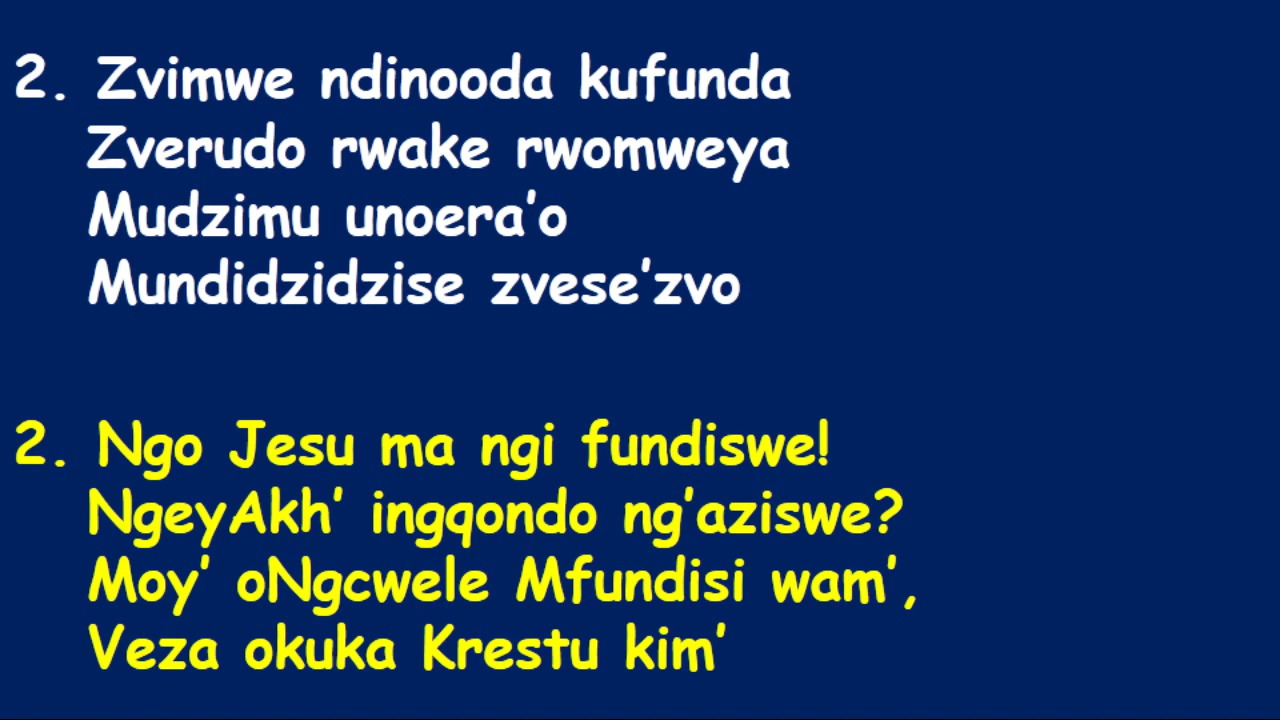 2. Zvimwe ndinooda kufunda
Zverudo rwake rwomweya
Mudzimu unoera'o
Mundidzidzise zvese'zvo
2. Ngo Jesu ma ngi fundiswe!
NgeyAkh' ingqondo ng'aziswe?
Moy' oNgcwele Mfundisi wam',
Veza okuka Krestu kim'